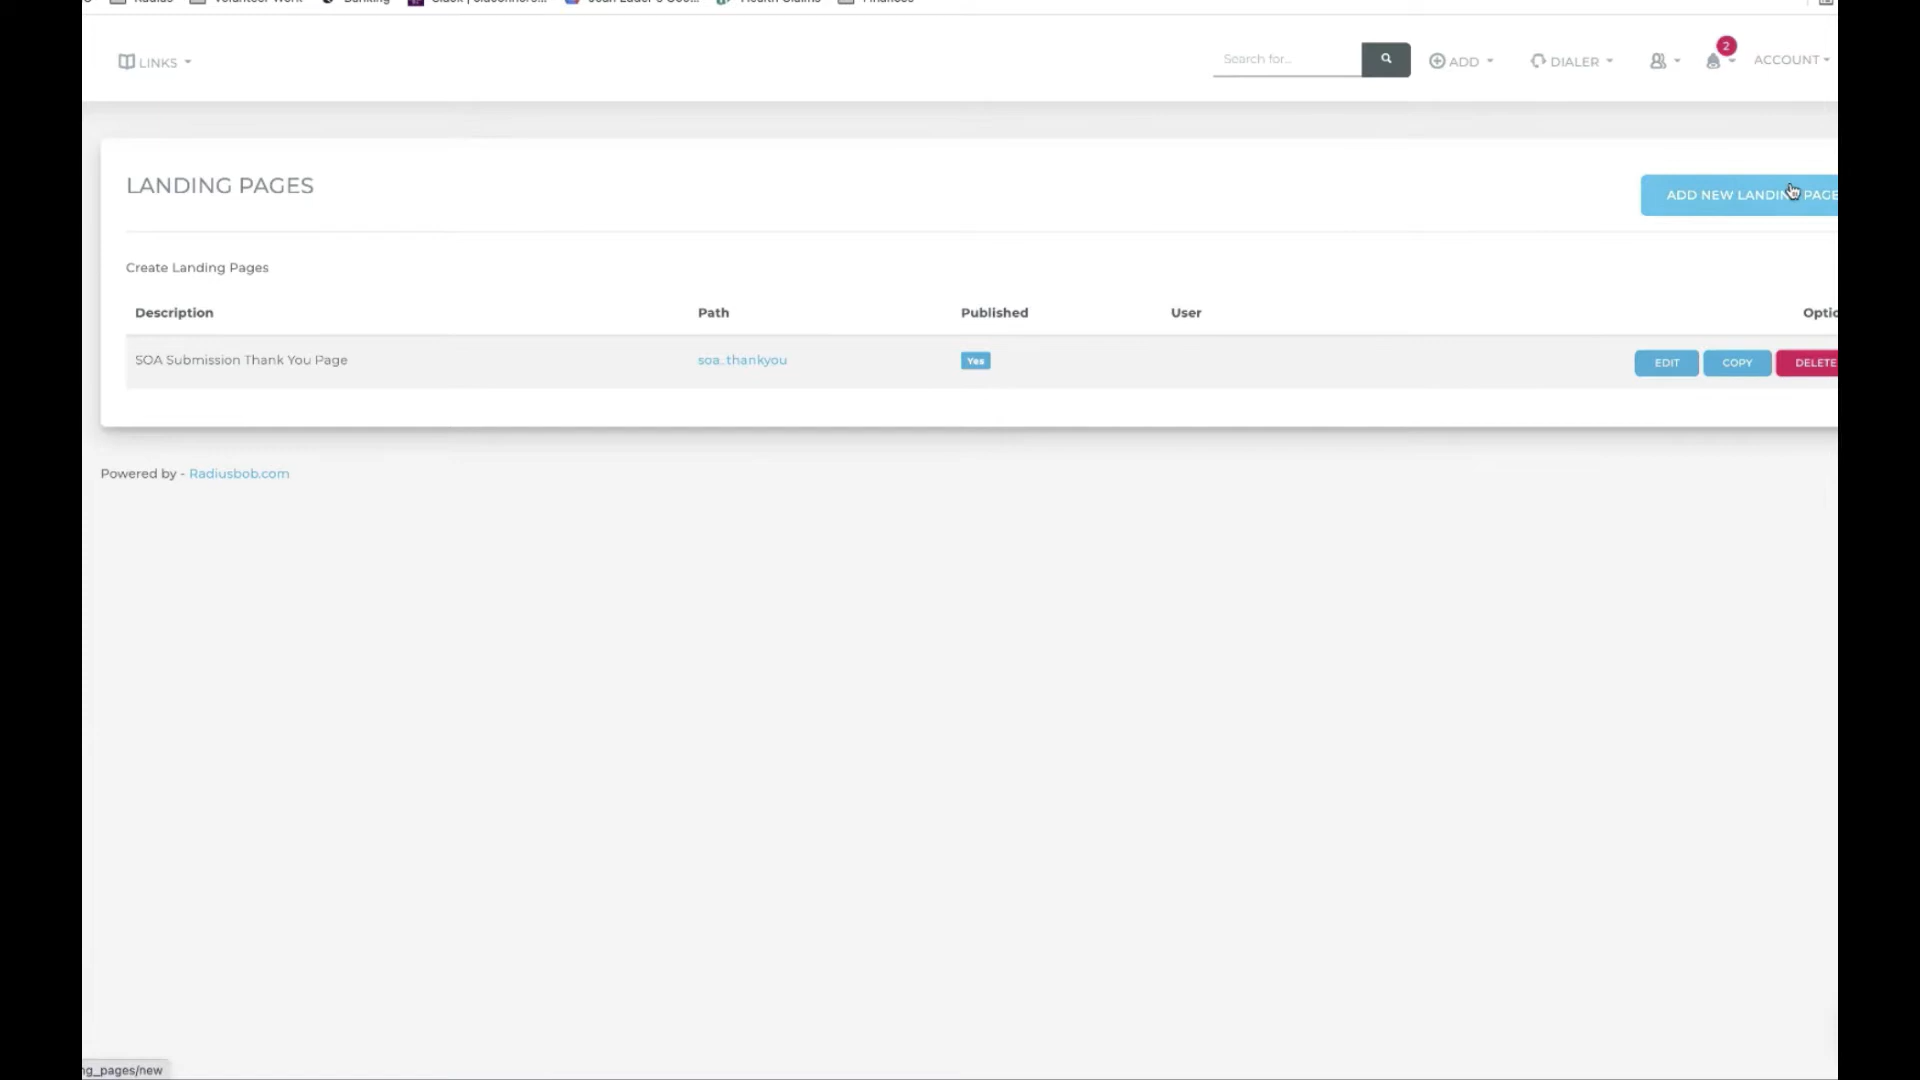 LINKS
Search for...
ADD
DIALER
2
ACCOUNT
LANDING PAGES
ADD NEW LANDING PAGE
Create Landing Pages
Description Path Published User Optio
SOA Submission Thank You Page soa_thankyou Yes EDIT COPY DELETE
Powered by - Radiusbob.com
ng_pages/new